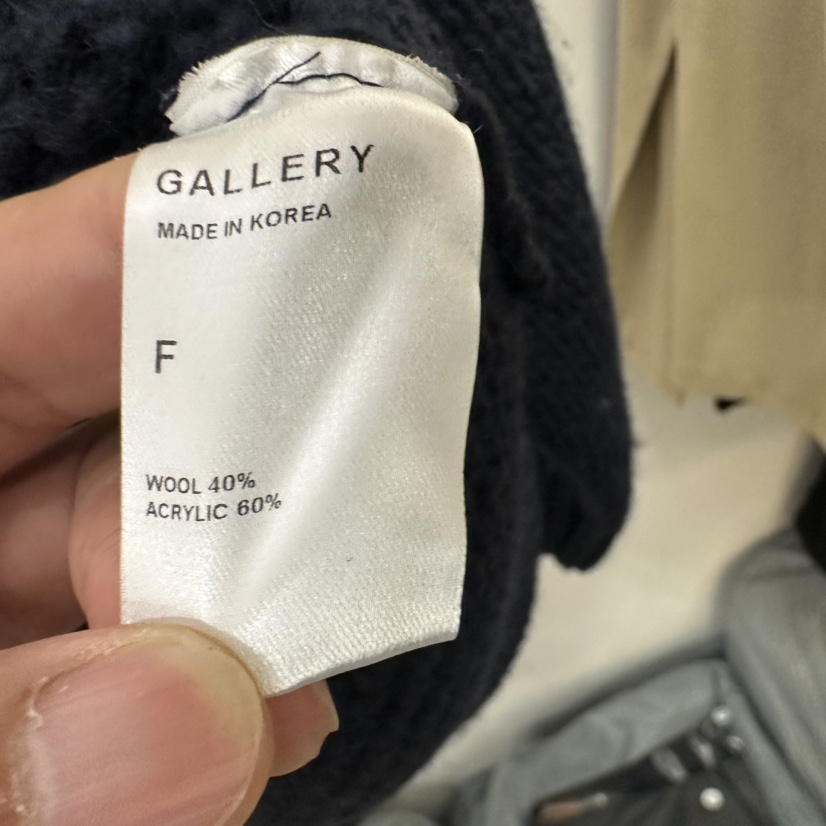 GALLERY
MADE IN KOREA
F
WOOL 40%
ACRYLIC 60%